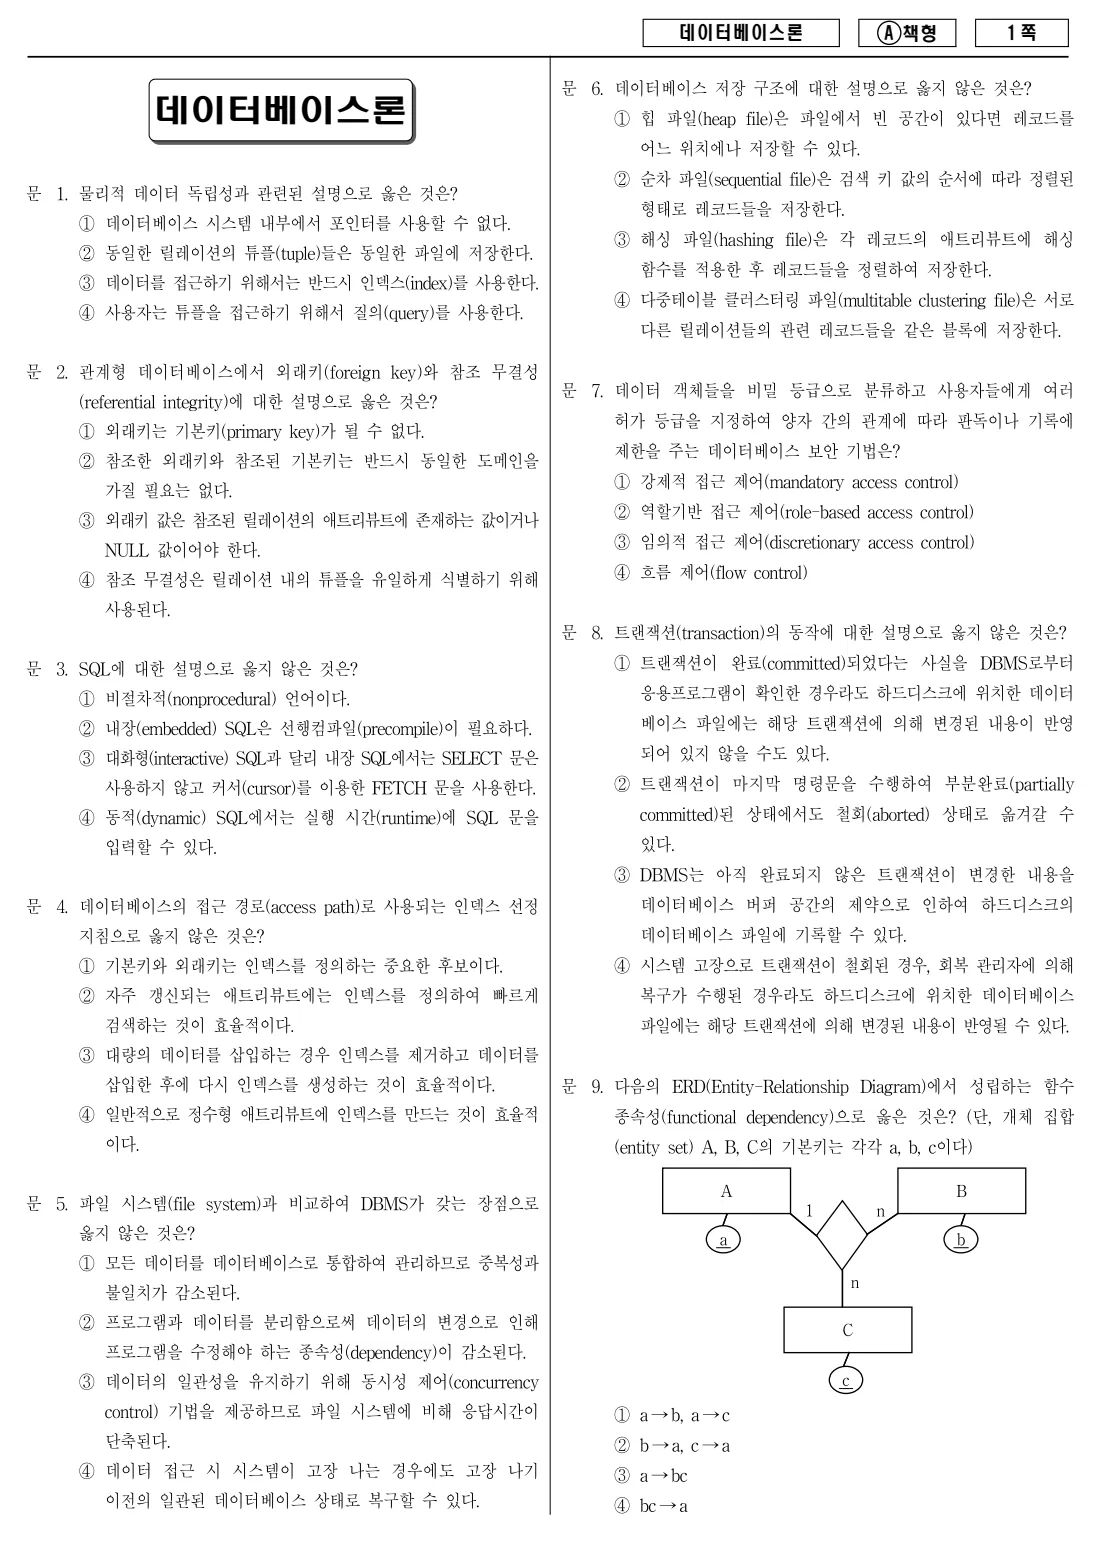 데이터베이스론
Ⓐ책형
1 쪽
데이터베이스론
문 1. 물리적 데이터 독립성과 관련된 설명으로 옳은 것은?
① 데이터베이스 시스템 내부에서 포인터를 사용할 수 없다.
② 동일한 릴레이션의 튜플(tuple)들은 동일한 파일에 저장한다.
③ 데이터를 접근하기 위해서는 반드시 인덱스(index)를 사용한다.
④ 사용자는 튜플을 접근하기 위해서 질의(query)를 사용한다.
문 2. 관계형 데이터베이스에서 외래키(foreign key)와 참조 무결성
(referential integrity)에 대한 설명으로 옳은 것은?
① 외래키는 기본키(primary key)가 될 수 없다.
② 참조한 외래키와 참조된 기본키는 반드시 동일한 도메인을
가질 필요는 없다.
③ 외래키 값은 참조된 릴레이션의 애트리뷰트에 존재하는 값이거나
NULL 값이어야 한다.
④ 참조 무결성은 릴레이션 내의 튜플을 유일하게 식별하기 위해
사용된다.
문 3. SQL에 대한 설명으로 옳지 않은 것은?
① 비절차적(nonprocedural) 언어이다.
② 내장(embedded) SQL은 선행컴파일(precompile)이 필요하다.
③ 대화형(interactive) SQL과 달리 내장 SQL에서는 SELECT 문은
사용하지 않고 커서(cursor)를 이용한 FETCH 문을 사용한다.
④ 동적(dynamic) SQL에서는 실행 시간(runtime)에 SQL 문을
입력할 수 있다.
문 4. 데이터베이스의 접근 경로(access path)로 사용되는 인덱스 선정
지침으로 옳지 않은 것은?
① 기본키와 외래키는 인덱스를 정의하는 중요한 후보이다.
② 자주 갱신되는 애트리뷰트에는 인덱스를 정의하여 빠르게
검색하는 것이 효율적이다.
③ 대량의 데이터를 삽입하는 경우 인덱스를 제거하고 데이터를
삽입한 후에 다시 인덱스를 생성하는 것이 효율적이다.
④ 일반적으로 정수형 애트리뷰트에 인덱스를 만드는 것이 효율적
이다.
문 5. 파일 시스템(file system)과 비교하여 DBMS가 갖는 장점으로
옳지 않은 것은?
① 모든 데이터를 데이터베이스로 통합하여 관리하므로 중복성과
불일치가 감소된다.
② 프로그램과 데이터를 분리함으로써 데이터의 변경으로 인해
프로그램을 수정해야 하는 종속성(dependency)이 감소된다.
③ 데이터의 일관성을 유지하기 위해 동시성 제어(concurrency
control) 기법을 제공하므로 파일 시스템에 비해 응답시간이
단축된다.
④ 데이터 접근 시 시스템이 고장 나는 경우에도 고장 나기
이전의 일관된 데이터베이스 상태로 복구할 수 있다.
문 6. 데이터베이스 저장 구조에 대한 설명으로 옳지 않은 것은?
① 힙 파일(heap file)은 파일에서 빈 공간이 있다면 레코드를
어느 위치에나 저장할 수 있다.
② 순차 파일(sequential file)은 검색 키 값의 순서에 따라 정렬된
형태로 레코드들을 저장한다.
③ 해싱 파일(hashing file)은 각 레코드의 애트리뷰트에 해싱
함수를 적용한 후 레코드들을 정렬하여 저장한다.
④ 다중테이블 클러스터링 파일(multitable clustering file)은 서로
다른 릴레이션들의 관련 레코드들을 같은 블록에 저장한다.
문 7. 데이터 객체들을 비밀 등급으로 분류하고 사용자들에게 여러
허가 등급을 지정하여 양자 간의 관계에 따라 판독이나 기록에
제한을 주는 데이터베이스 보안 기법은?
① 강제적 접근 제어(mandatory access control)
② 역할기반 접근 제어(role-based access control)
③ 임의적 접근 제어(discretionary access control)
④ 흐름 제어(flow control)
문 8. 트랜잭션(transaction)의 동작에 대한 설명으로 옳지 않은 것은?
① 트랜잭션이 완료(committed)되었다는 사실을 DBMS로부터
응용프로그램이 확인한 경우라도 하드디스크에 위치한 데이터
베이스 파일에는 해당 트랜잭션에 의해 변경된 내용이 반영
되어 있지 않을 수도 있다.
② 트랜잭션이 마지막 명령문을 수행하여 부분완료(partially
committed)된 상태에서도 철회(aborted) 상태로 옮겨갈 수
있다.
③ DBMS는 아직 완료되지 않은 트랜잭션이 변경한 내용을
데이터베이스 버퍼 공간의 제약으로 인하여 하드디스크의
데이터베이스 파일에 기록할 수 있다.
④ 시스템 고장으로 트랜잭션이 철회된 경우, 회복 관리자에 의해
복구가 수행된 경우라도 하드디스크에 위치한 데이터베이스
파일에는 해당 트랜잭션에 의해 변경된 내용이 반영될 수 있다.
문 9. 다음의 ERD(Entity-Relationship Diagram)에서 성립하는 함수
종속성(functional dependency)으로 옳은 것은? (단, 개체 집합
(entity set) A, B, C의 기본키는 각각 a, b, c이다)
A
B
1
n
a
b
n
C
c
① a→b, a→c
② b→a, c→a
③ a→bc
④ bc→a